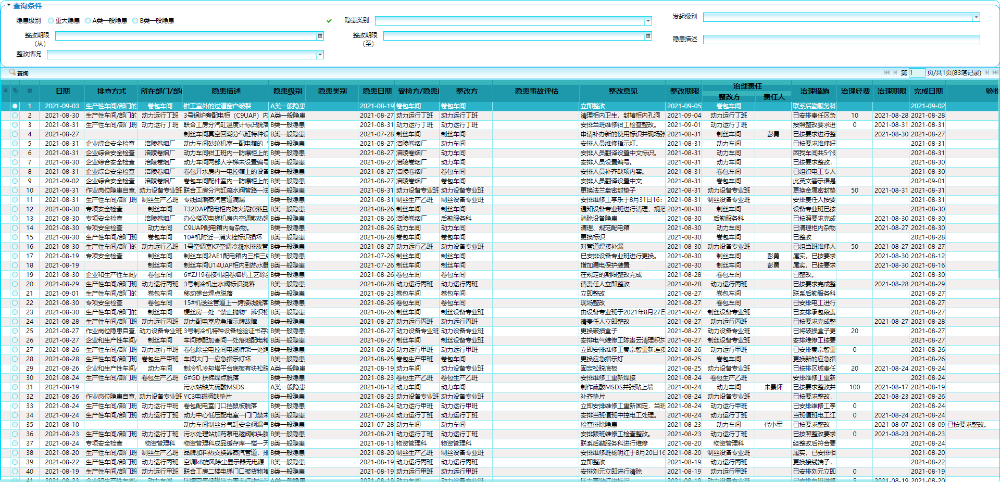 查询条件
隐患级别 重大隐患 A类一般隐患 B类一般隐患 隐患类别 发起级别
整改期限(从) 整改期限(至) 隐患描述
整改情况
查询 第 1 页/共1页(83笔记录)
日期 排查方式 所在部门/部 隐患描述 隐患级别 隐患类别 隐患日期 受检方/隐患 整改方 隐患事故评估 整改意见 整改期限 治理责任 治理措施 治理经费 治理期限 完成日期 验收
整改方 责任人
1 2021-09-03 生产性车间/部门的 卷包车间 钳工室外的过道窗户破裂 A类一般隐患 2021-08-19 卷包车间 卷包车间 立即整改 2021-09-05 卷包车间 联系后勤服务科 2021-09-02
2 2021-08-30 生产性车间/部门的 动力运行丁班 3号锅炉旁配电柜（C9UAP）内 A类一般隐患 2021-08-27 动力运行丁班 动力运行丁班 清理柜内卫生，封堵柜内孔洞 2021-09-04 动力运行丁班 已安排责任区负 10 2021-08-28 2021-08-28
3 2021-08-31 生产性车间/部门班 动力运行丁班 联合工房分汽缸温度计标识脱落 B类一般隐患 2021-08-31 动力运行丁班 动力运行丁班 安排当班维修钳工检查整改。 2021-09-01 动力运行丁班 按照整改要求进 0 2021-08-31 2021-08-31
4 2021-08-27 制丝车间真空回潮分气缸特种设 B类一般隐患 2021-07-28 制丝车间 制丝车间 申请补办新的使用标识并现场张 2021-08-31 制丝车间 彭勇 已按要求进行整 2021-08-30 2021-08-27
5 2021-08-31 企业综合安全检查 涪陵卷烟厂 动力车间砂轮机室一配电箱的“ B类一般隐患 2021-08-27 涪陵卷烟厂 动力车间 安排人员维修指示灯。 2021-08-31 动力车间 已按要求维修好 2021-08-31
6 2021-08-31 企业综合安全检查 涪陵卷烟厂 动力车间钳工班内一防爆柜上的 B类一般隐患 2021-08-27 涪陵卷烟厂 动力车间 安排人员翻译设置中文标识。 2021-08-31 动力车间 因我车间共5个防 2021-08-31
7 2021-08-30 企业综合安全检查 涪陵卷烟厂 动力车间两部人字梯未设置编号 B类一般隐患 2021-08-27 涪陵卷烟厂 动力车间 安排人员设置编号。 2021-08-31 动力车间 已按要求整改， 2021-08-30
8 2021-08-31 企业综合安全检查 涪陵卷烟厂 卷包开水房内一电控箱上的设备 B类一般隐患 2021-08-27 涪陵卷烟厂 卷包车间 安排人员补齐缺项内容。 2021-08-31 卷包车间 已组织电工专人 2021-08-30
9 2021-09-02 企业综合安全检查 涪陵卷烟厂 卷包车间配件室内一防爆柜上的 B类一般隐患 2021-08-27 涪陵卷烟厂 卷包车间 安排人员翻译设置中文 2021-08-31 卷包车间 此英文警示语是 2021-09-01
10 2021-08-31 作业岗位隐患自查, 动力设备专业班 联合工房分汽缸疏水阀管路一法 B类一般隐患 2021-08-31 动力设备专业班 动力设备专业班 更换法兰盘密封垫子 2021-08-31 动力设备专业班 更换金属密封垫 50 2021-08-31 2021-08-31
11 2021-08-31 生产性车间/部门班 制丝生产乙班 专线回潮蒸汽管道滴漏 B类一般隐患 2021-08-31 制丝生产乙班 制丝设备专业班 安排维修工李乐于8月31日16: 2021-08-31 制丝设备专业班 安排责任人按要 2021-08-31
12 2021-08-30 专项安全检查 制丝车间 T32DAP配电柜内防火泥掉落且 B类一般隐患 2021-08-26 制丝车间 制丝车间 通知设备专业班进行清理、规范 2021-08-30 制丝车间 设备专业班已按 2021-08-30
13 2021-08-30 专项安全检查 涪陵卷烟厂 办公楼双电梯机房内空调散热翅 B类一般隐患 2021-08-26 涪陵卷烟厂 后勤服务科 消除设备隐患 2021-08-30 后勤服务科 已按照要求完成 2021-08-30 2021-08-30
14 2021-08-30 专项安全检查 动力车间 C9UAP配电箱内有杂物。 B类一般隐患 2021-08-26 动力车间 动力车间 清理、规范配电箱 2021-08-30 动力车间 已清理柜内杂物 2021-08-27 2021-08-30
15 2021-08-30 生产性车间/部门班 卷包车间 10#机附近一消火栓标识损坏 B类一般隐患 2021-08-28 卷包车间 卷包车间 更换标识 2021-08-30 卷包车间 已整改 2021-08-28
16 2021-08-30 生产性车间/部门的 动力运行乙班 1号空调室K7空调冷凝水排放管 B类一般隐患 2021-08-27 动力运行乙班 动力设备专业班 对管道焊接补漏 2021-08-30 动力设备专业班 已组当班维修人 50 2021-08-27 2021-08-27
17 2021-08-19 专项安全检查 制丝车间 制丝车间2AE1配电箱内三相三线 B类一般隐患 2021-07-26 制丝车间 制丝车间 已安排设备专业班进行更换。 2021-08-30 制丝车间 彭勇 属实，已按要求 2021-08-30 2021-08-12
18 2021-08-19 制丝车间 制丝车间U14UAP柜内到热水器 B类一般隐患 2021-07-26 制丝车间 制丝车间 增加漏电保护装置 2021-08-30 制丝车间 彭勇 属实，已按要求 2021-08-30 2021-08-16
19 2021-08-30 企业和生产性车间/ 卷包车间 6#ZJ19卷接机组卷烟机工艺除尘 B类一般隐患 2021-08-26 卷包车间 卷包车间 在规定的期限整改完成 2021-08-28 卷包车间 已整改。 2021-08-30
20 2021-08-29 生产性车间/部门班 动力运行丙班 3号制冷机出水阀标识脱落 B类一般隐患 2021-08-28 动力运行丙班 动力运行丙班 请责任人立即整改 2021-08-28 动力运行丙班 已按要求完成整 2021-08-28 2021-08-29
21 2021-09-01 生产性车间/部门的 卷包车间 移动梯台焊点脱落 B类一般隐患 2021-08-23 卷包车间 卷包车间 立即整改 2021-08-27 卷包车间 联系后勤服务科 2021-08-27
22 2021-08-30 专项安全检查 卷包车间 15#机送丝管道上一跨接线脱落 B类一般隐患 2021-08-26 卷包车间 卷包车间 现场整改 2021-08-27 卷包车间 已安排电工进行 2021-08-27
23 2021-08-30 生产性车间/部门的 制丝车间 梗丝房一处“禁止抛物”辨识松 B类一般隐患 2021-08-26 制丝车间 制丝设备专业班 由设备专业班于2021年8月27日 2021-08-27 制丝设备专业班 已安排承包段责 2021-08-27
24 2021-08-28 生产性车间/部门班 动力运行丙班 动力配电室应急指示牌故障 B类一般隐患 2021-08-27 动力运行丙班 动力运行丙班 请责任人立即整改 2021-08-27 动力运行丙班 已按要求完成整 2021-08-27 2021-08-28
25 2021-08-27 作业岗位隐患自查, 动力设备专业班 3号制冷机特种设备检验证书存放 B类一般隐患 2021-08-27 动力设备专业班 动力设备专业班 更换破损盒子 2021-08-27 动力设备专业班 已将破损盒子更 20 2021-08-27
26 2021-08-27 企业和生产性车间/ 制丝车间 车间掺配加香间一处落地配电箱 B类一般隐患 2021-08-27 制丝车间 制丝设备专业班 安排电气维修工陈贵云清理积灰 2021-08-27 制丝设备专业班 安排维修工按要 2021-08-27
27 2021-08-26 生产性车间/部门班 动力运行甲班 卷包除尘电控间电缆桥架一处跨 B类一般隐患 2021-08-26 动力运行甲班 动力运行甲班 立即安排维修工秦宗智重新连接 2021-08-26 动力运行甲班 已安排秦宗智重 0 2021-08-26
28 2021-08-28 生产性车间/部门班 卷包生产甲班 车间大门一应急指示灯坏 B类一般隐患 2021-08-25 卷包生产甲班 卷包车间 更换应急指示灯 2021-08-25 卷包车间 更换新的应急指 2021-08-26
29 2021-08-26 企业和生产性车间/ 动力车间 制冷机冷却塔平台底板有块松脱 A类一般隐患 2021-08-19 动力车间 动力设备专业班 固定松脱底板 2021-08-25 动力设备专业班 已按排区域责任 20 2021-08-24 2021-08-24
30 2021-08-24 生产性车间/部门班 卷包生产乙班 6#GD 扶梯焊点脱落 B类一般隐患 2021-08-23 卷包生产乙班 卷包生产乙班 安排维修工重新焊接 2021-08-24 卷包生产乙班 安排维修工重新 2021-08-24
31 2021-08-19 污水站缺失硫酸MSDS A类一般隐患 2021-08-12 动力车间 动力车间 制作硫酸MSDS并张贴上墙 2021-08-24 动力车间 朱景怀 已按要求整改并 100 2021-08-17 2021-08-19
32 2021-08-26 作业岗位隐患自查, 动力设备专业班 YC3电磁阀缺垫片 B类一般隐患 2021-08-23 动力设备专业班 动力设备专业班 补齐垫片 2021-08-24 动力设备专业班 已按要求整改， 2021-08-23 2021-08-26
33 2021-08-24 生产性车间/部门班 动力运行甲班 卷包配电室门口挡鼠板脱落 B类一般隐患 2021-08-24 动力运行甲班 动力运行甲班 立即安排维修工重新固定，当班 2021-08-24 动力运行甲班 已安排维修工李 0 2021-08-24
34 2021-08-24 生产性车间/部门班 动力运行丁班 动力中心低压配电室一门门禁未 B类一般隐患 2021-08-24 动力运行丁班 动力运行丁班 安排当班值班中控电工处理。 2021-08-24 动力运行丁班 当班值班电工江 0 2021-08-24 2021-08-24
35 2021-08-10 动力车间制丝分气缸安全阀漏气 B类一般隐患 2021-07-28 动力车间 动力车间 检查排除隐患 2021-08-23 动力车间 代小军 已按要求整改 2021-08-07 2021-08-09 已按要求整改。
36 2021-08-23 生产性车间/部门班 动力运行丁班 污水处理站加药泵电磁阀锁头脱 B类一般隐患 2021-08-21 动力运行丁班 动力运行丁班 安排跟班维修工检查整改。 2021-08-23 动力运行丁班 已按照整改要求 0 2021-08-23 2021-08-23
37 2021-08-24 专项安全检查 物资管理科 物资管理科成品缓存库一楼一天 B类一般隐患 2021-08-13 物资管理科 物资管理科 联系后勤服务科进行维修 2021-08-20 物资管理科 经整改后符合要 2021-08-24
38 2021-08-20 生产性车间/部门班 制丝生产乙班 品牌加料热交换器蒸汽管道，排 B类一般隐患 2021-08-20 制丝生产乙班 制丝设备专业班 安排维修班杨明红于8月20日16 2021-08-20 制丝设备专业班 属实，已安排相 2021-08-20
39 2021-08-22 生产性车间/部门班 动力运行丙班 空调k8旋风除尘显示器无电源 B类一般隐患 2021-08-19 动力运行丙班 动力运行丙班 立即整改 2021-08-19 动力运行丙班 更换接线端子， 2021-08-22
40 2021-08-19 生产性车间/部门班 动力运行甲班 联合工房二楼电梯门口被货物堵 B类一般隐患 2021-08-19 动力运行甲班 动力运行甲班 安排刘元立即进行清除 2021-08-19 动力运行甲班 已安排刘元立即 0 2021-08-19
41 2021-08-23 企业和生产性车间/ 动力车间 压缩空气储罐压力表无红线标识 A类一般隐患 2021-08-19 动力车间 动力设备专业班 压力表贴红线标识 2021-08-19 动力设备专业班 已安排白班维修 5 2021-08-19 2021-08-20